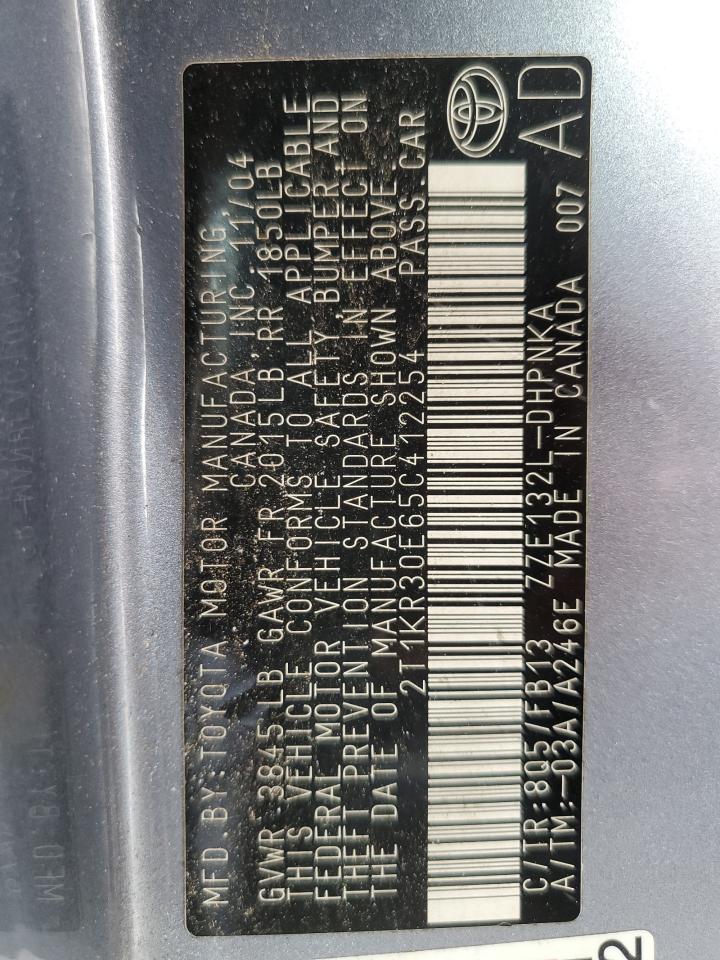 MFD.BY:TOYOTA MOTOR MANUFACTURING
CANADA,INC. 11/04
GVWR 3845LB GAWR FR 2015LB, RR 1850LB
THIS VEHICLE CONFORMS TO ALL APPLICABLE
FEDERAL MOTOR VEHICLE SAFETY, BUMPER,AND
THEFT PREVENTION STANDARDS IN EFFECT ON
THE DATE OF MANUFACTURE SHOWN ABOVE
2T1KR30E65C412254 PASS.CAR
C/TR:8Q5/FB13 ZZE132L-DHPNKA
A/TM:-03A/A246E MADE IN CANADA 007
AD
2